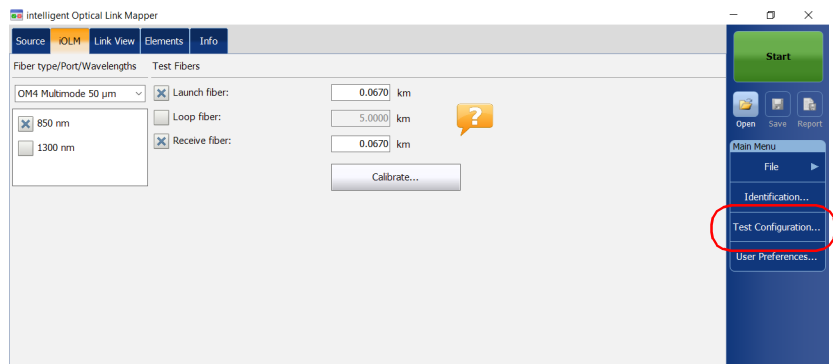 intelligent Optical Link Mapper
Source iOLM Link View Elements Info
Start
Fiber type/Port/Wavelengths Test Fibers
OM4 Multimode 50 µm
Launch fiber: 0.0670 km
850 nm
Loop fiber: 5.0000 km
1300 nm
Receive fiber: 0.0670 km
Calibrate...
?
Open Save Report
Main Menu
File
Identification...
Test Configuration...
User Preferences...